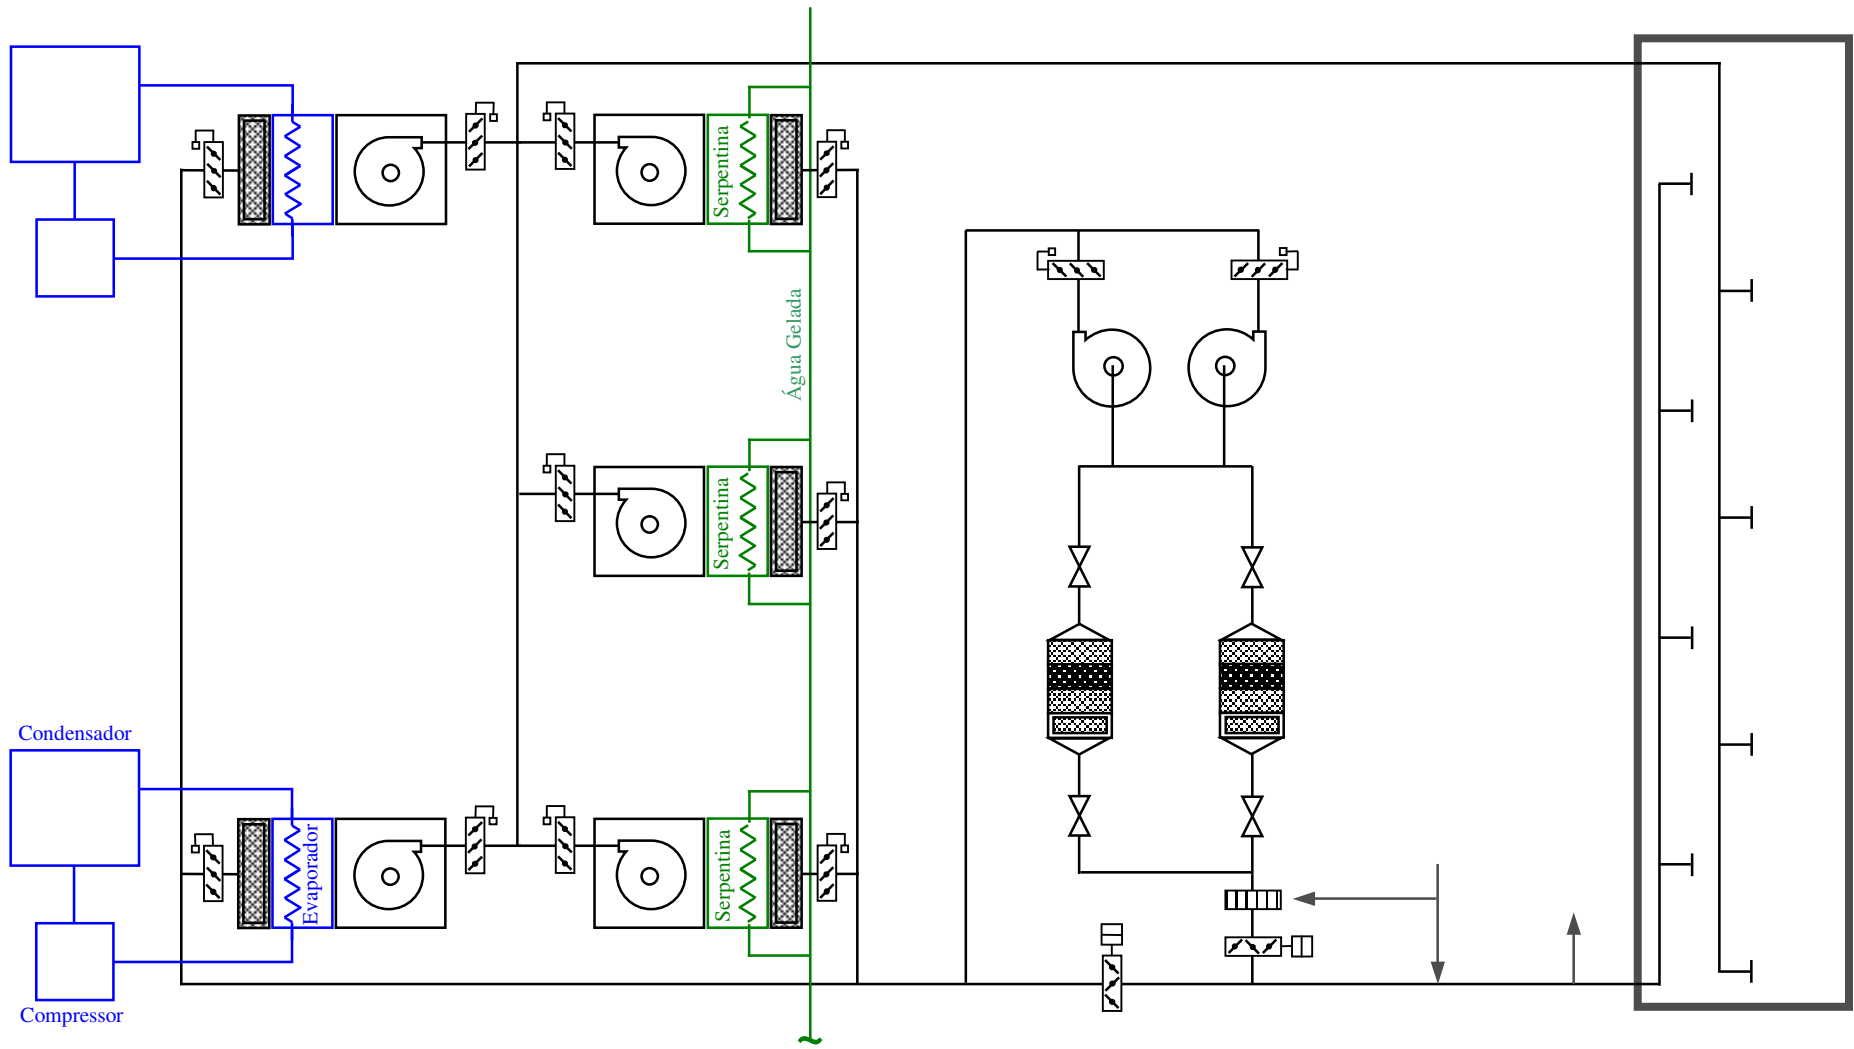 Serpentina
Água Gelada
Serpentina
Condensador
Evaporador
Serpentina
Compressor